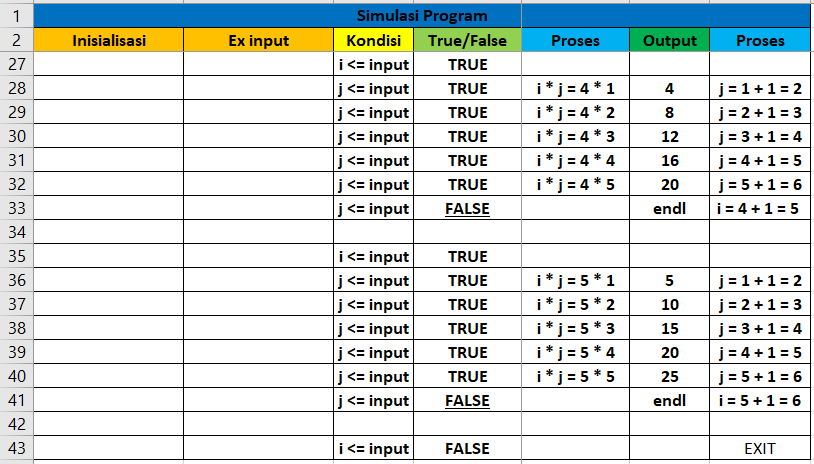 1 Simulasi Program
2 Inisialisasi Ex input Kondisi True/False Proses Output Proses
27 i <= input TRUE
28 j <= input TRUE i * j = 4 * 1 4 j = 1 + 1 = 2
29 j <= input TRUE i * j = 4 * 2 8 j = 2 + 1 = 3
30 j <= input TRUE i * j = 4 * 3 12 j = 3 + 1 = 4
31 j <= input TRUE i * j = 4 * 4 16 j = 4 + 1 = 5
32 j <= input TRUE i * j = 4 * 5 20 j = 5 + 1 = 6
33 j <= input FALSE endl i = 4 + 1 = 5
34
35 i <= input TRUE
36 j <= input TRUE i * j = 5 * 1 5 j = 1 + 1 = 2
37 j <= input TRUE i * j = 5 * 2 10 j = 2 + 1 = 3
38 j <= input TRUE i * j = 5 * 3 15 j = 3 + 1 = 4
39 j <= input TRUE i * j = 5 * 4 20 j = 4 + 1 = 5
40 j <= input TRUE i * j = 5 * 5 25 j = 5 + 1 = 6
41 j <= input FALSE endl i = 5 + 1 = 6
42
43 i <= input FALSE EXIT